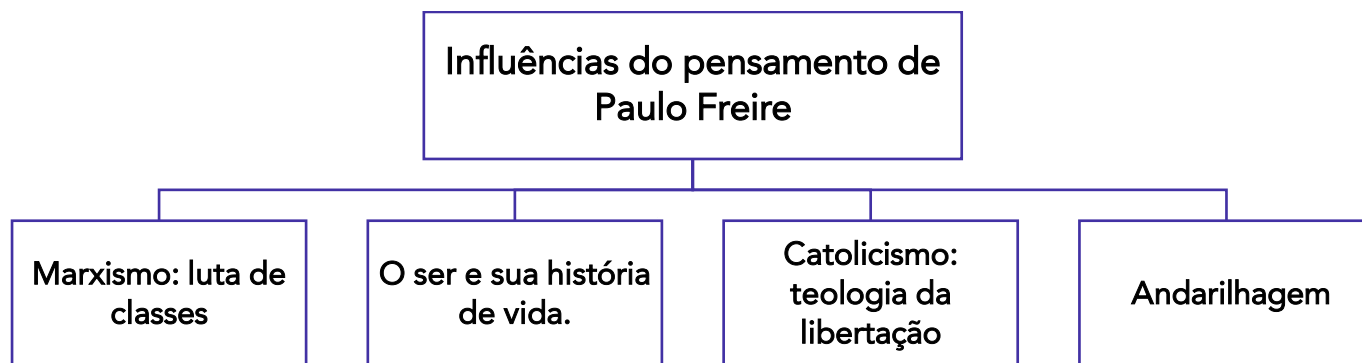 Influências do pensamento de
Paulo Freire
Marxismo: luta de
classes
O ser e sua história
de vida.
Catolicismo:
teologia da
libertação
Andarilhagem